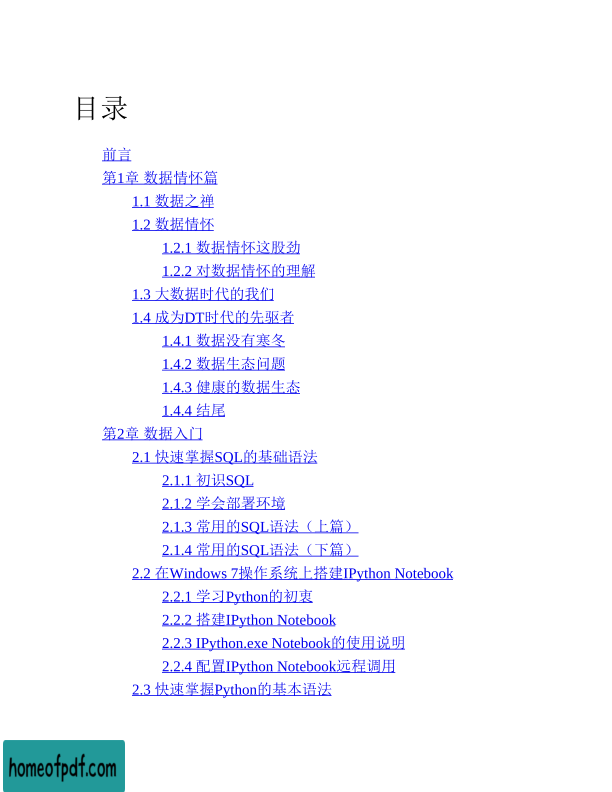 目录
前言
第1章 数据情怀篇
1.1 数据之禅
1.2 数据情怀
1.2.1 数据情怀这股劲
1.2.2 对数据情怀的理解
1.3 大数据时代的我们
1.4 成为DT时代的先驱者
1.4.1 数据没有寒冬
1.4.2 数据生态问题
1.4.3 健康的数据生态
1.4.4 结尾
第2章 数据入门
2.1 快速掌握SQL的基础语法
2.1.1 初识SQL
2.1.2 学会部署环境
2.1.3 常用的SQL语法（上篇）
2.1.4 常用的SQL语法（下篇）
2.2 在Windows 7操作系统上搭建IPython Notebook
2.2.1 学习Python的初衷
2.2.2 搭建IPython Notebook
2.2.3 IPython.exe Notebook的使用说明
2.2.4 配置IPython Notebook远程调用
2.3 快速掌握Python的基本语法
homeofpdf.com